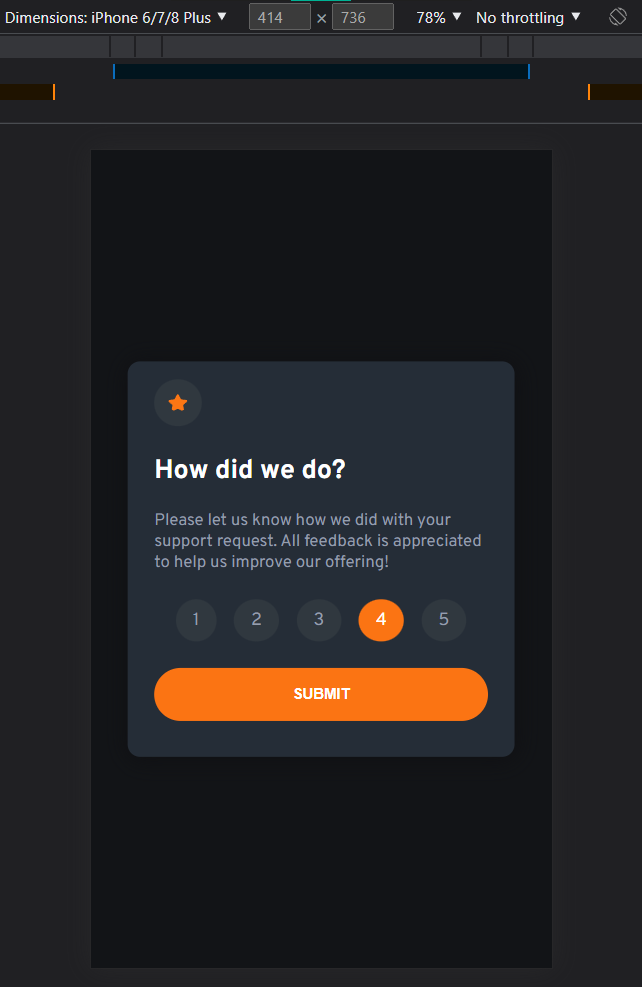 Dimensions: iPhone 6/7/8 Plus ▼ 414 × 736 78% ▼ No throttling ▼
How did we do?
Please let us know how we did with your
support request. All feedback is appreciated
to help us improve our offering!
1 2 3 4 5
SUBMIT